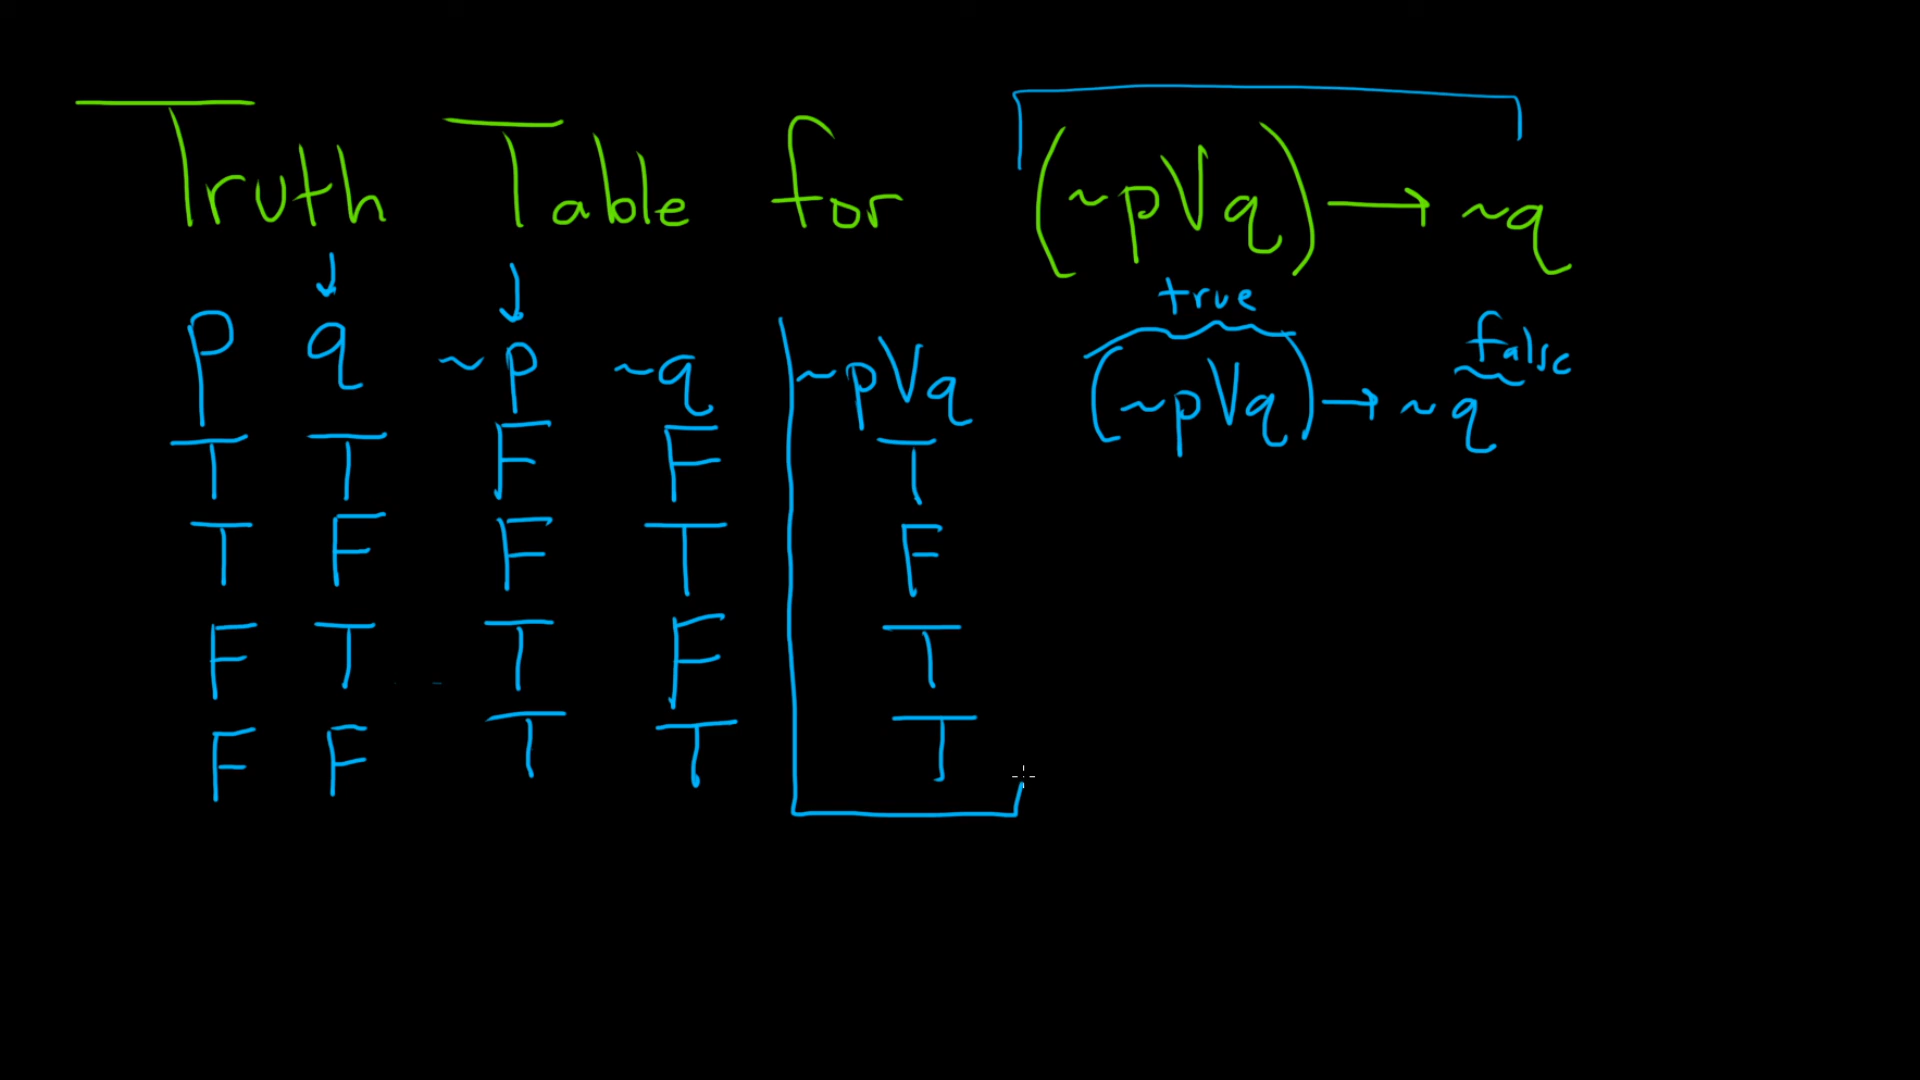 Truth Table for (~p∨q) → ~q
true
false
P q ~p ~q ~p∨q (~p∨q) → ~q
T T F F T
T F F T F
F T T F T
F F T T T